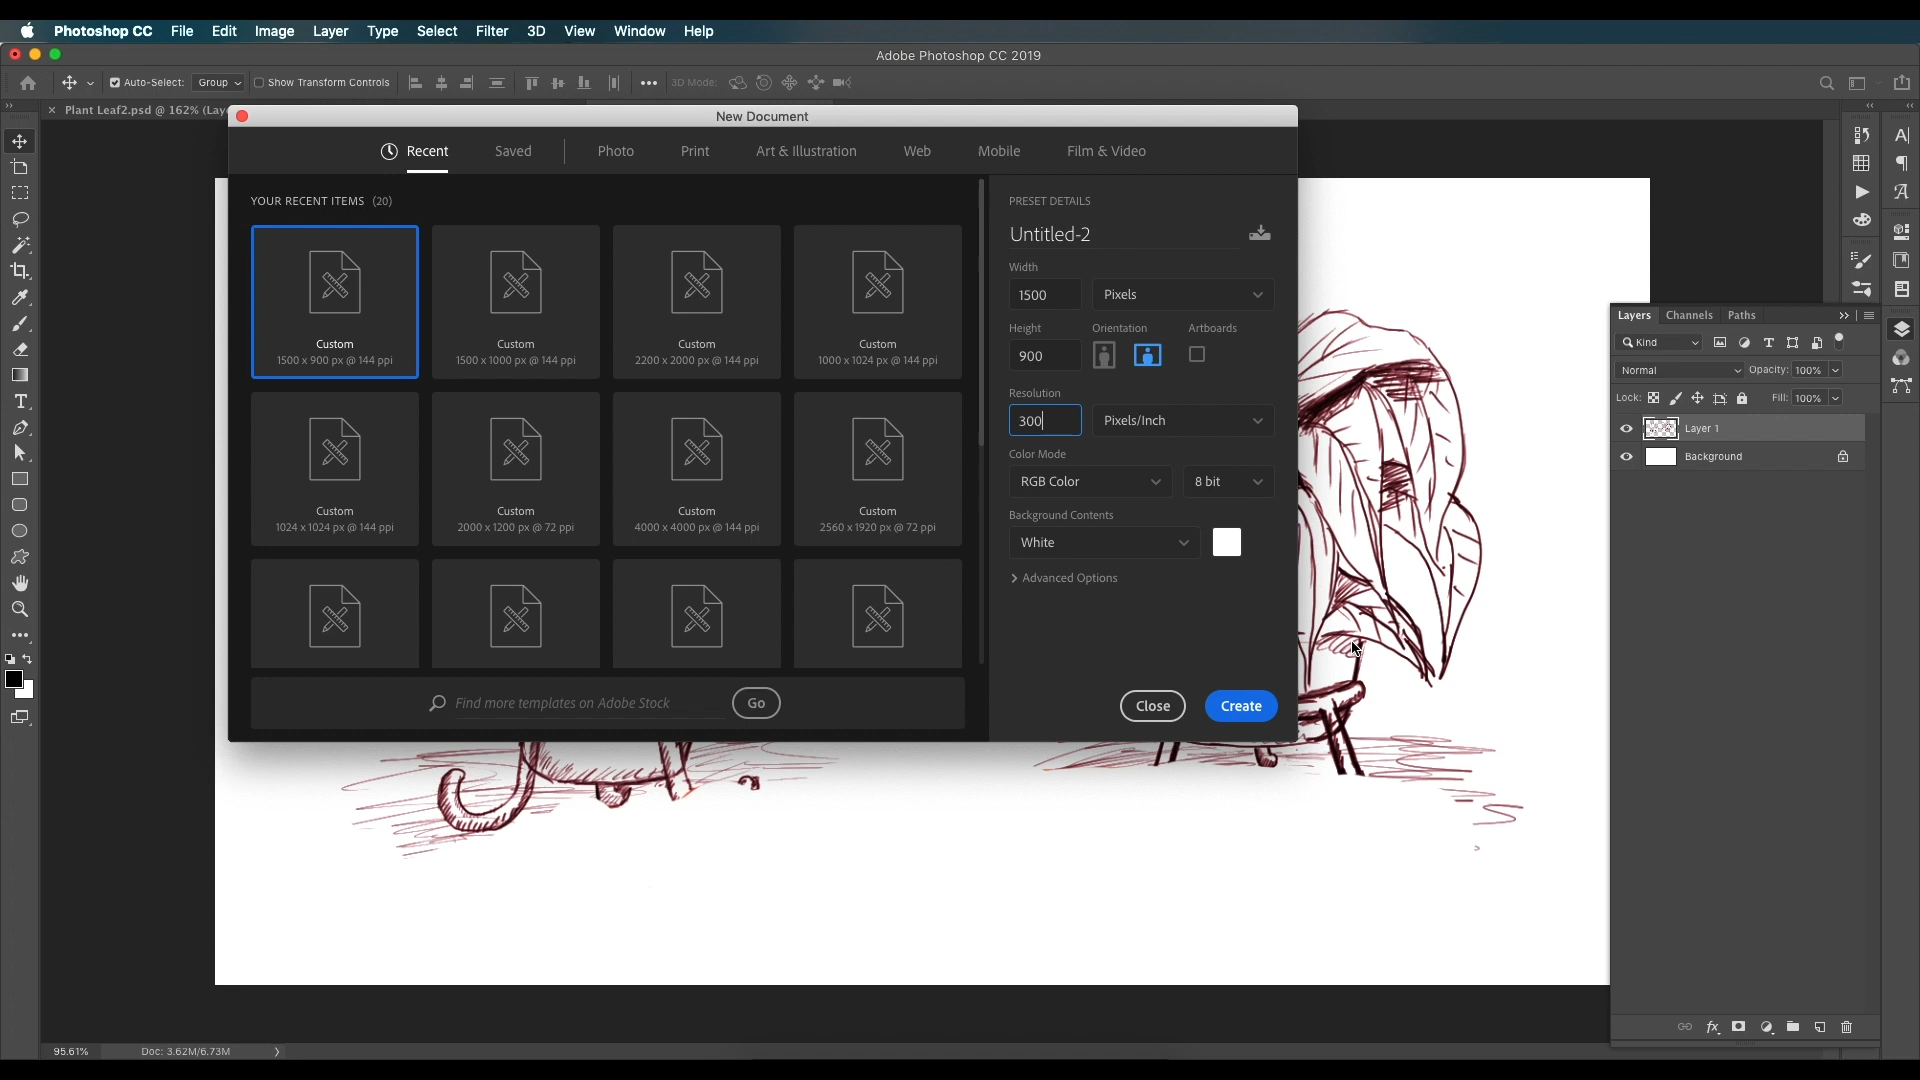 Photoshop CC File Edit Image Layer Type Select Filter 3D View Window Help
Adobe Photoshop CC 2019
Auto-Select: Group Show Transform Controls 3D Mode:
Plant Leaf2.psd @ 162% (Lay
New Document
Recent Saved Photo Print Art & Illustration Web Mobile Film & Video
YOUR RECENT ITEMS (20)
Custom
1500 x 900 px @ 144 ppi
Custom
1500 x 1000 px @ 144 ppi
Custom
2200 x 2000 px @ 144 ppi
Custom
1000 x 1024 px @ 144 ppi
Custom
1024 x 1024 px @ 144 ppi
Custom
2000 x 1200 px @ 72 ppi
Custom
4000 x 4000 px @ 144 ppi
Custom
2560 x 1920 px @ 72 ppi
Find more templates on Adobe Stock Go
PRESET DETAILS
Untitled-2
Width
1500 Pixels
Height Orientation Artboards
900
Resolution
300 Pixels/Inch
Color Mode
RGB Color 8 bit
Background Contents
White
Advanced Options
Close Create
Layers Channels Paths
Kind
Normal Opacity: 100%
Lock: Fill: 100%
Layer 1
Background
95.61% Doc: 3.62M/6.73M